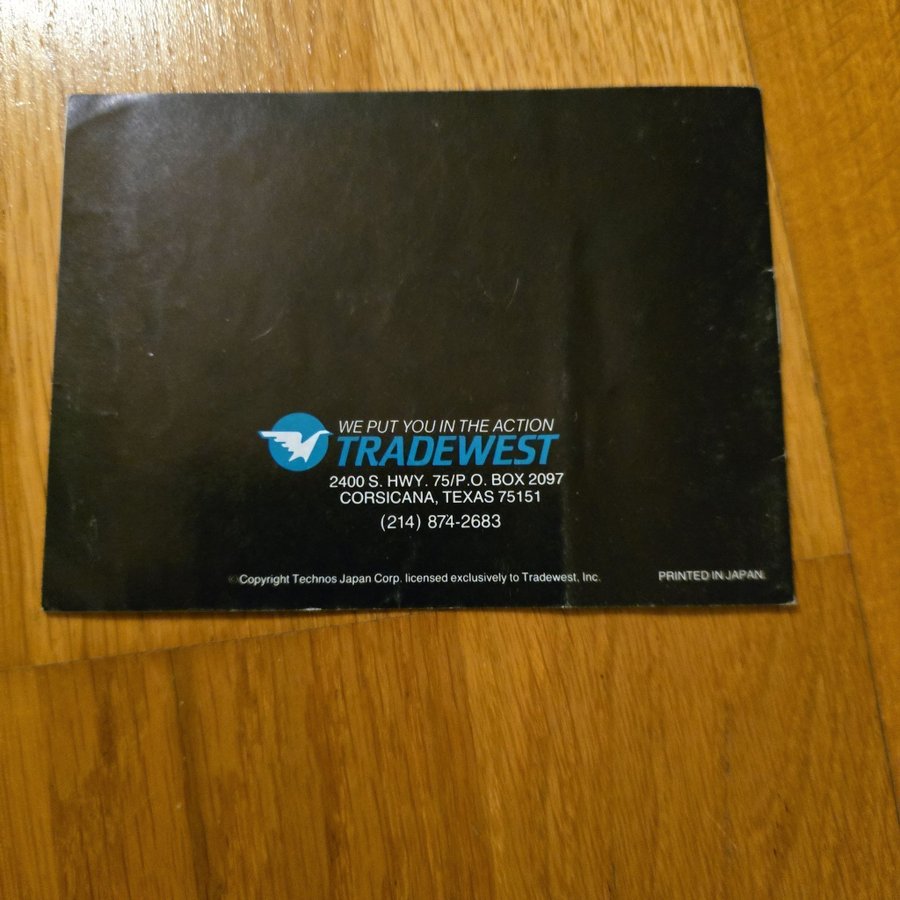 WE PUT YOU IN THE ACTION
TRADEWEST
2400 S. HWY. 75/P.O. BOX 2097
CORSICANA, TEXAS 75151
(214) 874-2683
©Copyright Technos Japan Corp. licensed exclusively to Tradewest, Inc.
PRINTED IN JAPAN